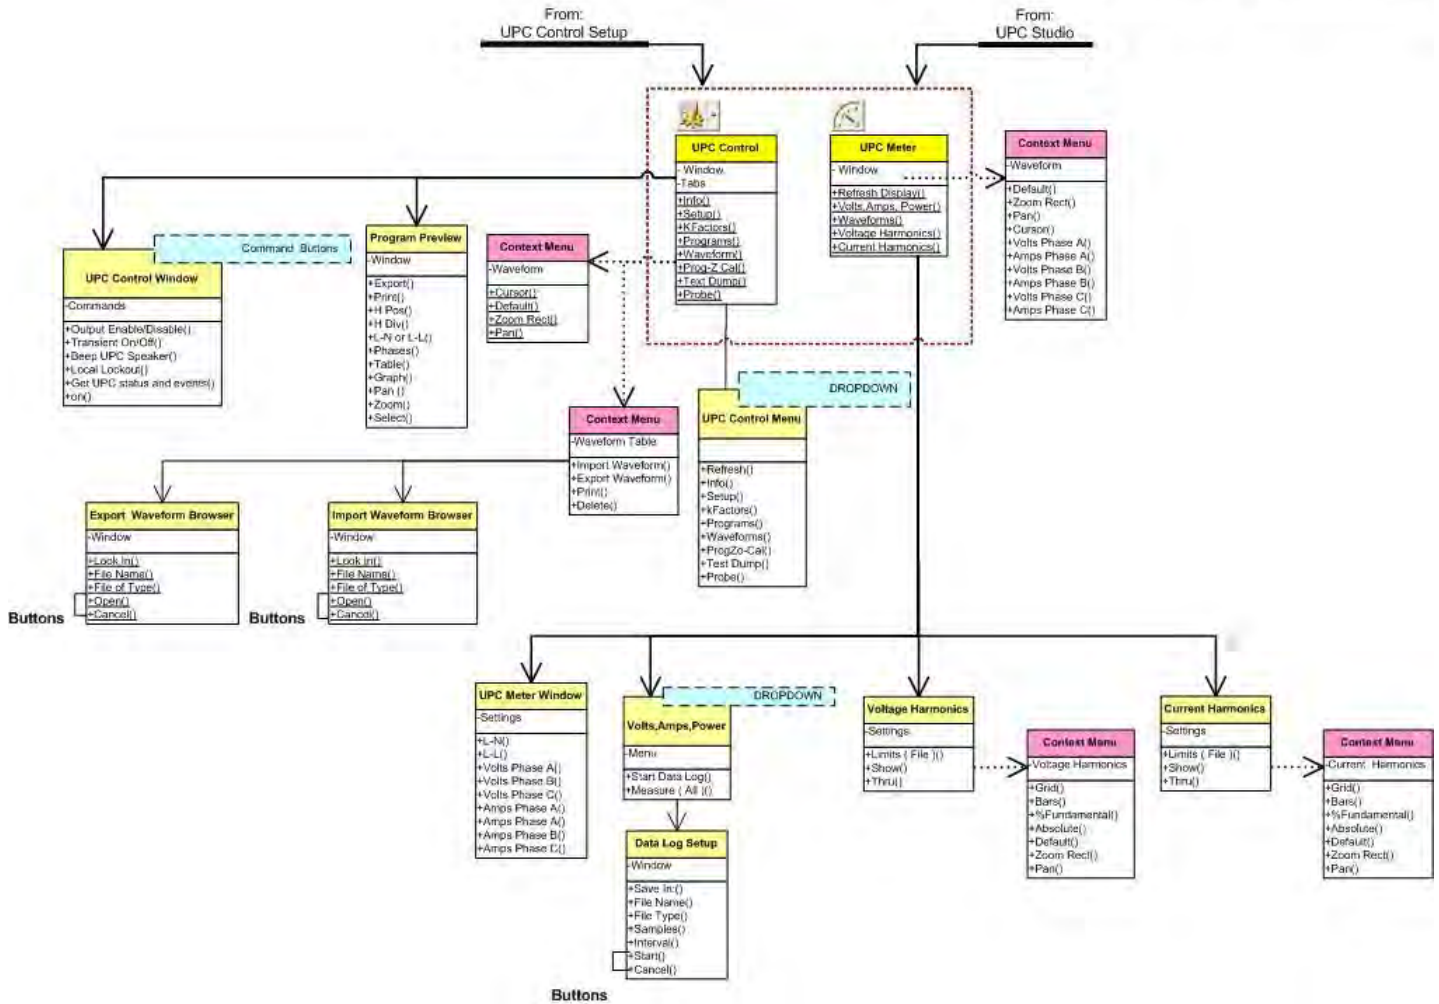 From:
UPC Control Setup
From:
UPC Studio
UPC Control
- Window.
-Tabs
+Info()
+Setup()
+KFactors()
+Programs()
+Waveform()
+Prog-Z Cal()
+Text Dump()
+Probe()
UPC Meter
- Window
+Refresh Display()
+Volts,Amps, Power()
+Waveforms()
+Voltage Harmonics()
+Current Harmonics()
Context Menu
-Waveform
+Default()
+Zoom Rect()
+Pan()
+Cursor()
+Volts Phase A()
+Amps Phase A()
+Volts Phase B()
+Amps Phase B()
+Volts Phase C()
+Amps Phase C()
Command Buttons
UPC Control Window
-Commands
+Output Enable/Disable()
+Transient On/Off()
+Beep UPC Speaker()
+Local Lockout()
+Get UPC status and events()
+on()
Program Preview
-Window
+Export()
+Print()
+H Pos()
+H Div()
+L-N or L-L()
+Phases()
+Table()
+Graph()
+Pan ()
+Zoom()
+Select()
Context Menu
-Waveform
+Cursor()
+Default()
+Zoom Rect()
+Pan()
Context Menu
-Waveform Table
+Import Waveform()
+Export Waveform()
+Print()
+Delete()
DROPDOWN
UPC Control Menu
+Refresh()
+Info()
+Setup()
+kFactors()
+Programs()
+Waveforms()
+ProgZo-Cal()
+Test Dump()
+Probe()
Export Waveform Browser
-Window
+Look In()
+File Name()
+File of Type()
+Open()
+Cancel()
Buttons
Import Waveform Browser
-Window
+Look In()
+File Name()
+File of Type()
+Open()
+Cancel()
Buttons
UPC Meter Window
-Settings
+L-N()
+L-L()
+Volts Phase A()
+Volts Phase B()
+Volts Phase C()
+Amps Phase A()
+Amps Phase A()
+Amps Phase B()
+Amps Phase C()
DROPDOWN
Volts,Amps,Power
-Menu
+Start Data Log()
+Measure ( All )()
Data Log Setup
-Window
+Save In:()
+File Name()
+File Type()
+Samples()
+Interval()
+Start()
+Cancel()
Buttons
Voltage Harmonics
-Settings
+Limits ( File )()
+Show()
+Thru()
Context Menu
-Voltage Harmonics
+Grid()
+Bars()
+%Fundamental()
+Absolute()
+Default()
+Zoom Rect()
+Pan()
Current Harmonics
-Settings
+Limits ( File )()
+Show()
+Thru()
Context Menu
-Current Harmonics
+Grid()
+Bars()
+%Fundamental()
+Absolute()
+Default()
+Zoom Rect()
+Pan()